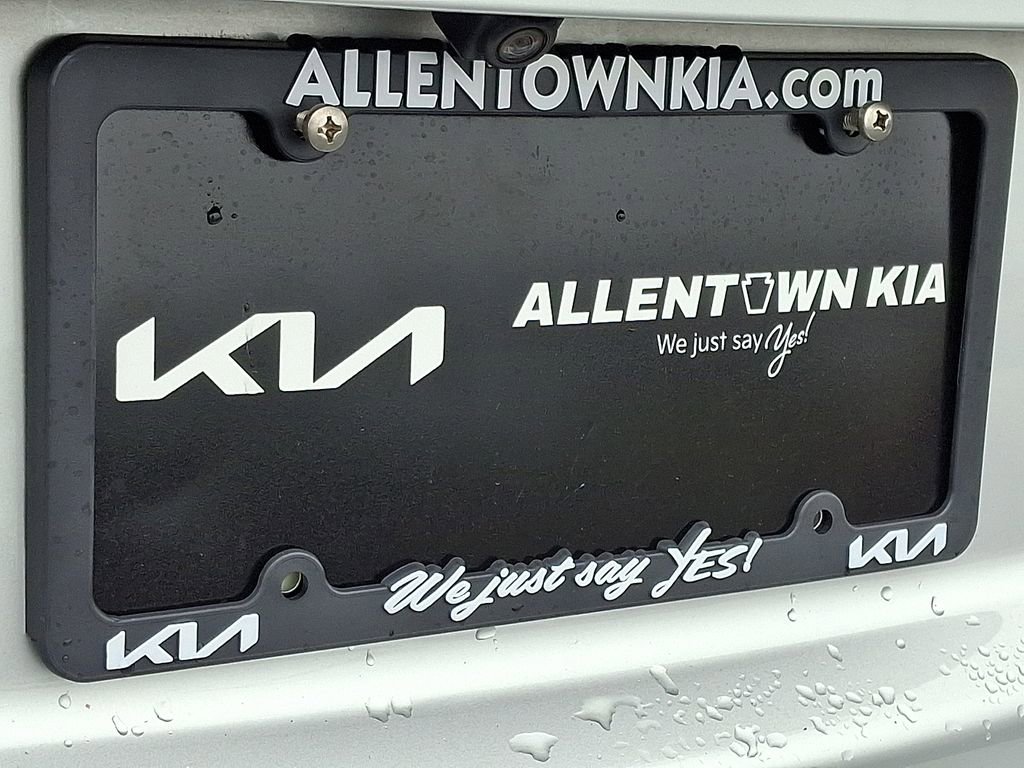 ALLENTOWNKIA.com
KIA
ALLENTOWN KIA
We just say Yes!
We just say YES!
KIA
KIA